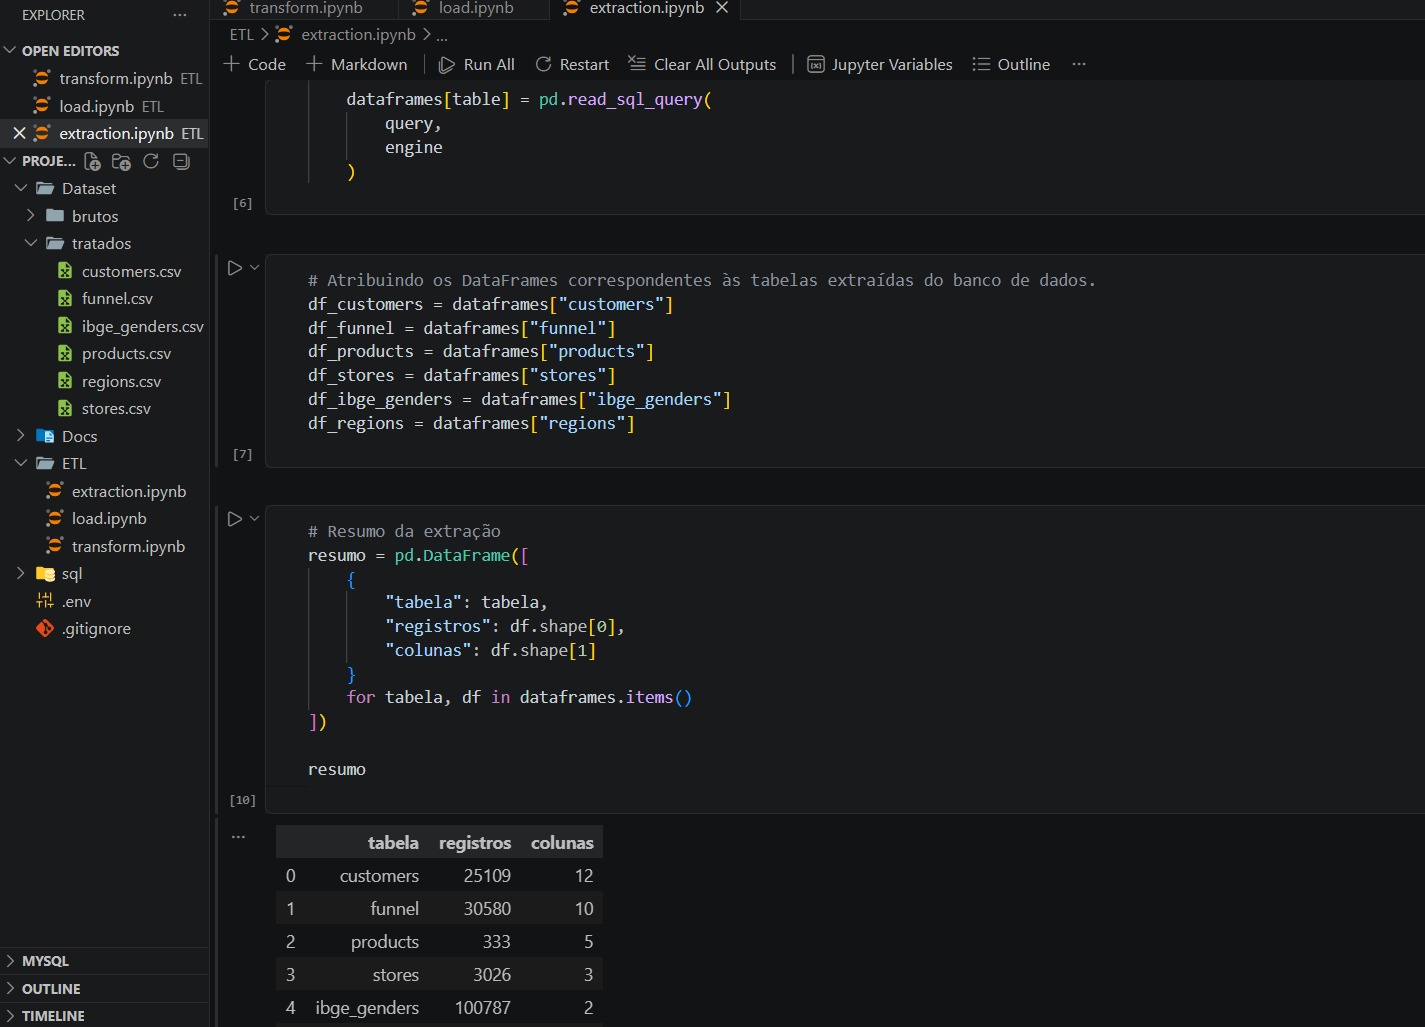 EXPLORER
OPEN EDITORS
transform.ipynb ETL
load.ipynb ETL
extraction.ipynb ETL
PROJE...
Dataset
brutos
tratados
customers.csv
funnel.csv
ibge_genders.csv
products.csv
regions.csv
stores.csv
Docs
ETL
extraction.ipynb
load.ipynb
transform.ipynb
sql
.env
.gitignore
MYSQL
OUTLINE
TIMELINE
transform.ipynb load.ipynb extraction.ipynb
ETL > extraction.ipynb > ...
+ Code + Markdown Run All Restart Clear All Outputs Jupyter Variables Outline ...
dataframes[table] = pd.read_sql_query(
query,
engine
)
[6]
# Atribuindo os DataFrames correspondentes às tabelas extraídas do banco de dados.
df_customers = dataframes["customers"]
df_funnel = dataframes["funnel"]
df_products = dataframes["products"]
df_stores = dataframes["stores"]
df_ibge_genders = dataframes["ibge_genders"]
df_regions = dataframes["regions"]
[7]
# Resumo da extração
resumo = pd.DataFrame([
{
"tabela": tabela,
"registros": df.shape[0],
"colunas": df.shape[1]
}
for tabela, df in dataframes.items()
])
resumo
[10]
tabela registros colunas
0 customers 25109 12
1 funnel 30580 10
2 products 333 5
3 stores 3026 3
4 ibge_genders 100787 2